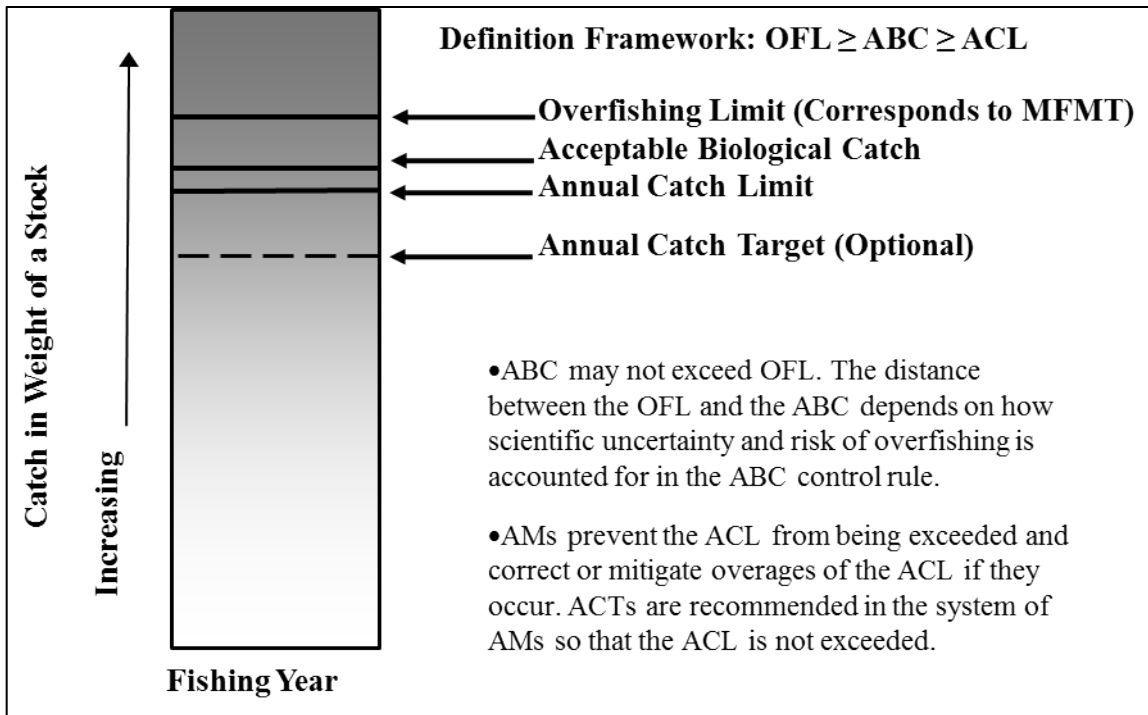 Definition Framework: OFL ≥ ABC ≥ ACL
Overfishing Limit (Corresponds to MFMT)
Acceptable Biological Catch
Annual Catch Limit
Annual Catch Target (Optional)
Catch in Weight of a Stock
Increasing
•ABC may not exceed OFL. The distance
between the OFL and the ABC depends on how
scientific uncertainty and risk of overfishing is
accounted for in the ABC control rule.
•AMs prevent the ACL from being exceeded and
correct or mitigate overages of the ACL if they
occur. ACTs are recommended in the system of
AMs so that the ACL is not exceeded.
Fishing Year